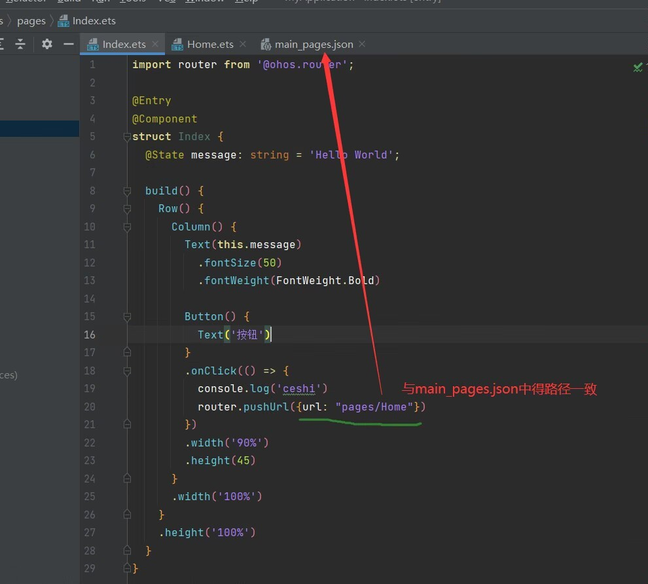 pages
Index.ets
Index.ets
Home.ets
main_pages.json
1 import router from '@ohos.router';
2
3 @Entry
4 @Component
5 struct Index {
6 @State message: string = 'Hello World';
7
8 build() {
9 Row() {
10 Column() {
11 Text(this.message)
12 .fontSize(50)
13 .fontWeight(FontWeight.Bold)
14
15 Button() {
16 Text('按钮')
17 }
18 .onClick(() => {
19 console.log('ceshi')
与main_pages.json中得路径一致
20 router.pushUrl({url: "pages/Home"})
21 })
22 .width('90%')
23 .height(45)
24 }
25 .width('100%')
26 }
27 .height('100%')
28 }
29 }
ces)